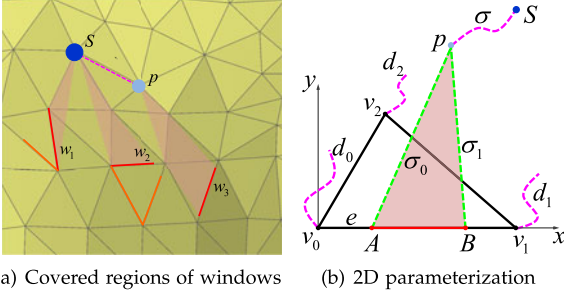 S
p
w₁
w₂
w₃
a) Covered regions of windows
σ
S
p
y
d₂
v₂
d₀
σ₀
σ₁
d₁
e
v₀
A
B
v₁
x
(b) 2D parameterization